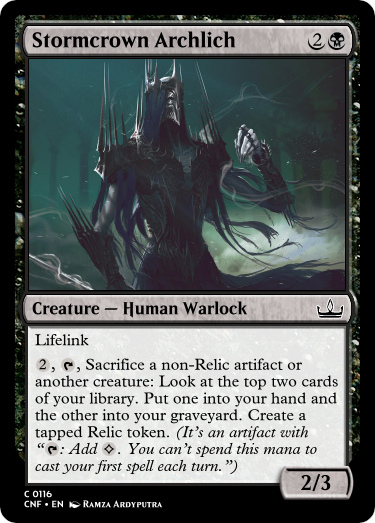 Stormcrown Archlich 2
Creature — Human Warlock
Lifelink
2, , Sacrifice a non-Relic artifact or
another creature: Look at the top two cards
of your library. Put one into your hand and
the other into your graveyard. Create a
tapped Relic token. (It's an artifact with
": Add . You can't spend this mana to
cast your first spell each turn.")
2/3
C 0116
CNF • EN Ramza Ardyputra